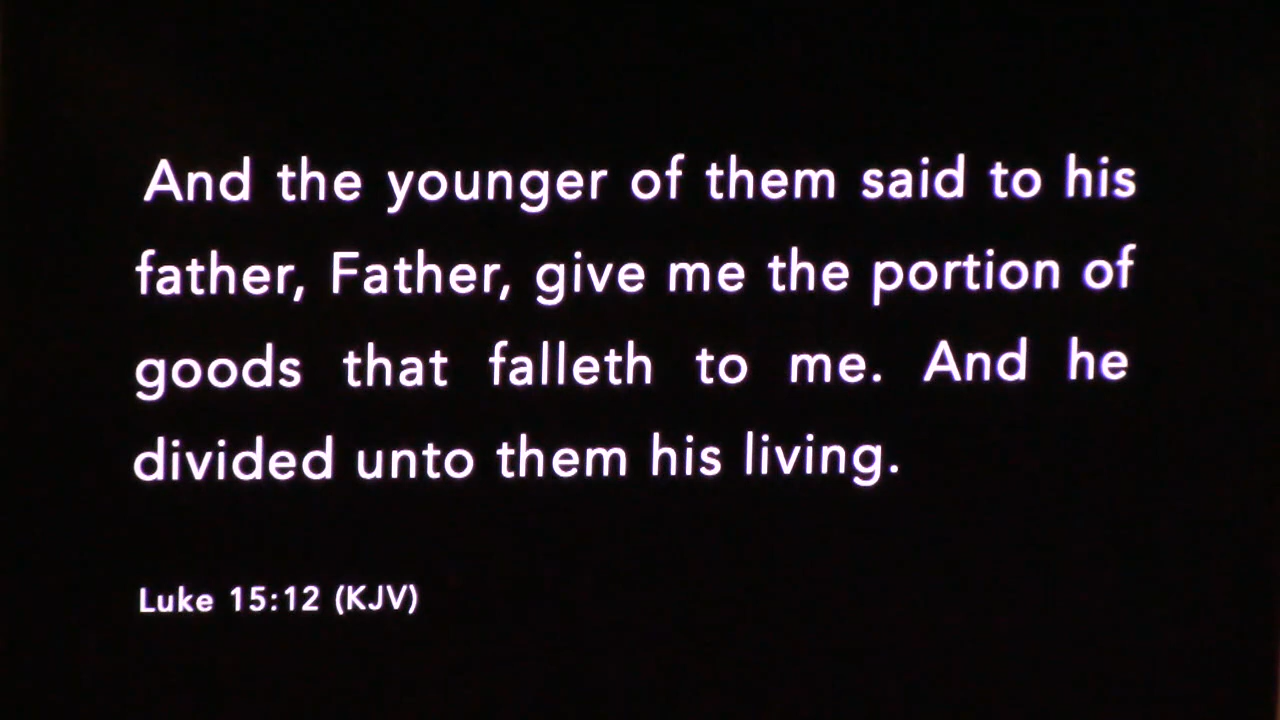 And the younger of them said to his
father, Father, give me the portion of
goods that falleth to me. And he
divided unto them his living.
Luke 15:12 (KJV)